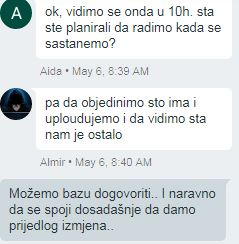 A
ok, vidimo se onda u 10h. sta
ste planirali da radimo kada se
sastanemo?
Aida • May 6, 8:39 AM
pa da objedinimo sto ima i
uploudujemo i da vidimo sta
nam je ostalo
Almir • May 6, 8:40 AM
Možemo bazu dogovoriti.. I naravno
da se spoji dosadašnje da damo
prijedlog izmjena..